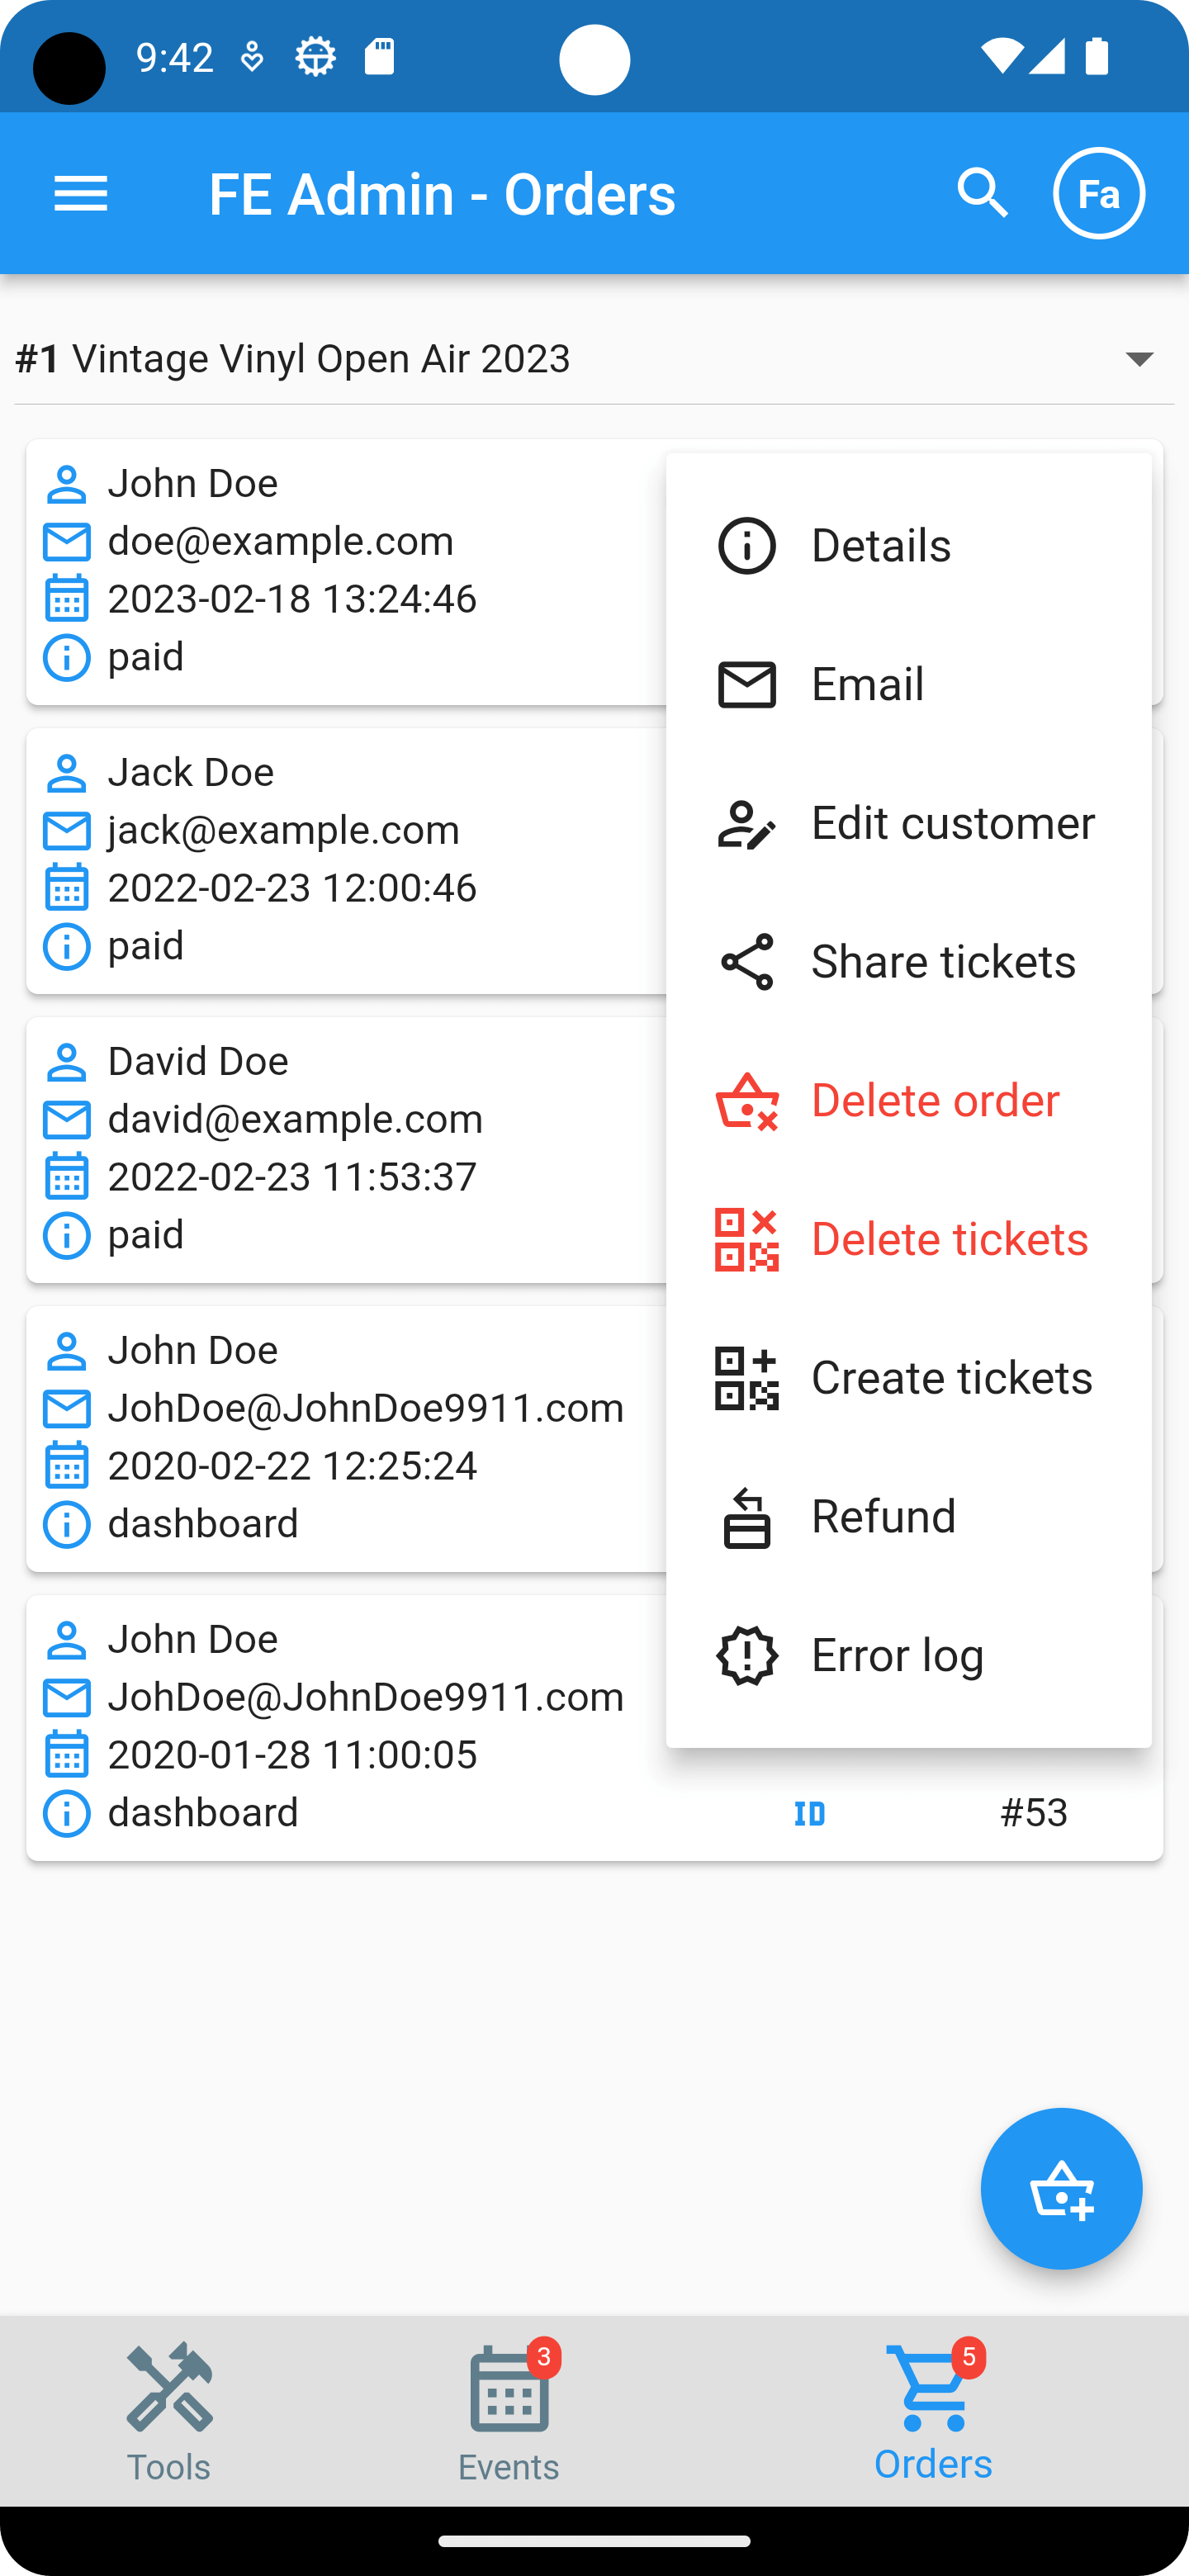 9:42
FE Admin - Orders
Fa
#1 Vintage Vinyl Open Air 2023
John Doe
doe@example.com
2023-02-18 13:24:46
paid
Jack Doe
jack@example.com
2022-02-23 12:00:46
paid
David Doe
david@example.com
2022-02-23 11:53:37
paid
John Doe
JohDoe@JohnDoe9911.com
2020-02-22 12:25:24
dashboard
John Doe
JohDoe@JohnDoe9911.com
2020-01-28 11:00:05
dashboard
ID #53
Details
Email
Edit customer
Share tickets
Delete order
Delete tickets
Create tickets
Refund
Error log
3
5
Tools
Events
Orders